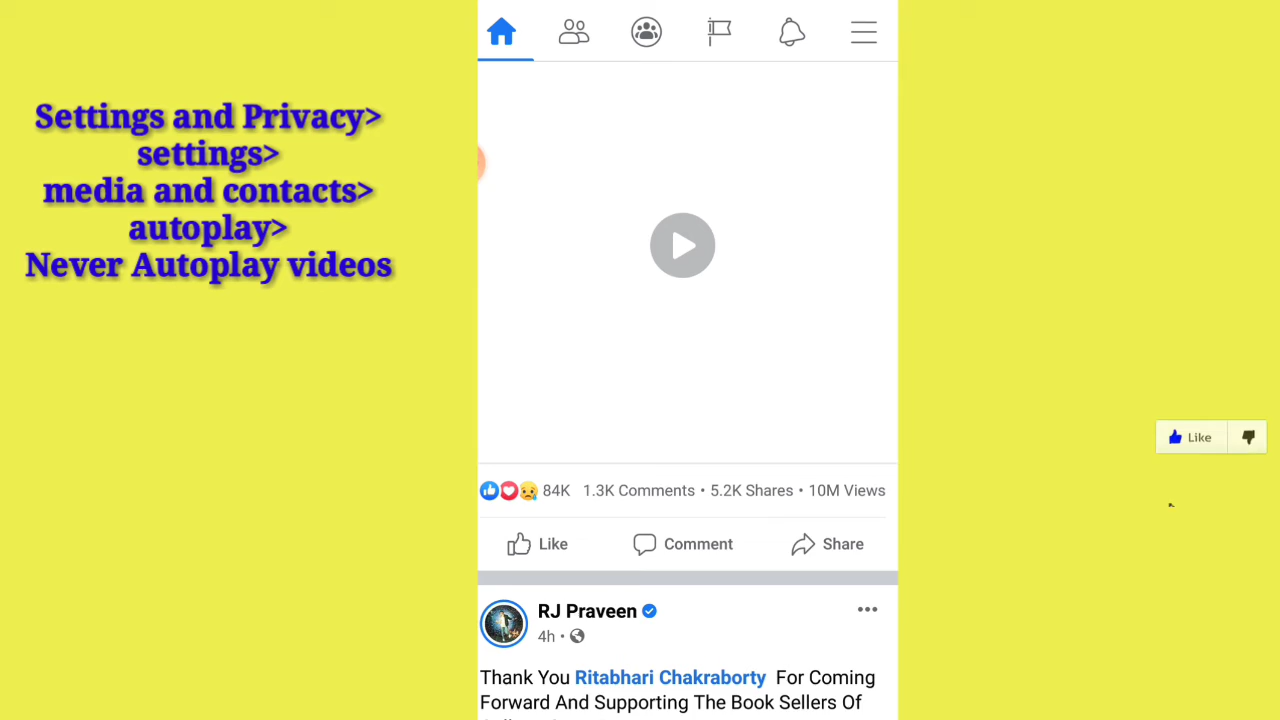 Settings and Privacy>
settings>
media and contacts>
autoplay>
Never Autoplay videos
84K 1.3K Comments • 5.2K Shares • 10M Views
Like Comment Share
RJ Praveen
4h •
Thank You Ritabhari Chakraborty For Coming
Forward And Supporting The Book Sellers Of
Like